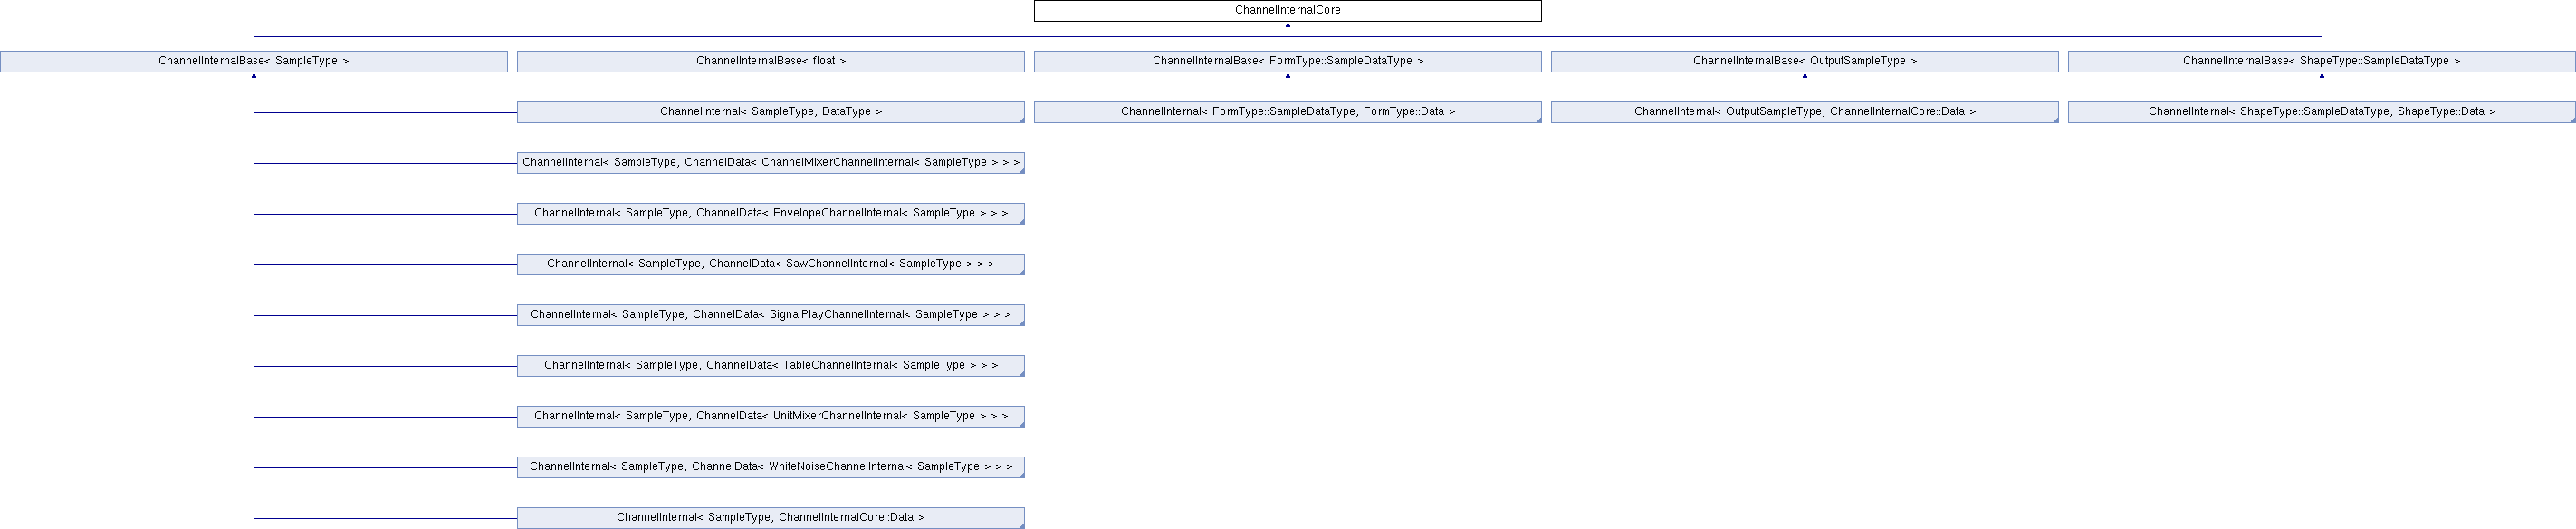 ChannelInternalCore
ChannelInternalBase< SampleType >
ChannelInternalBase< float >
ChannelInternalBase< FormType::SampleDataType >
ChannelInternalBase< OutputSampleType >
ChannelInternalBase< ShapeType::SampleDataType >
ChannelInternal< SampleType, DataType >
ChannelInternal< FormType::SampleDataType, FormType::Data >
ChannelInternal< OutputSampleType, ChannelInternalCore::Data >
ChannelInternal< ShapeType::SampleDataType, ShapeType::Data >
ChannelInternal< SampleType, ChannelData< ChannelMixerChannelInternal< SampleType > > >
ChannelInternal< SampleType, ChannelData< EnvelopeChannelInternal< SampleType > > >
ChannelInternal< SampleType, ChannelData< SawChannelInternal< SampleType > > >
ChannelInternal< SampleType, ChannelData< SignalPlayChannelInternal< SampleType > > >
ChannelInternal< SampleType, ChannelData< TableChannelInternal< SampleType > > >
ChannelInternal< SampleType, ChannelData< UnitMixerChannelInternal< SampleType > > >
ChannelInternal< SampleType, ChannelData< WhiteNoiseChannelInternal< SampleType > > >
ChannelInternal< SampleType, ChannelInternalCore::Data >